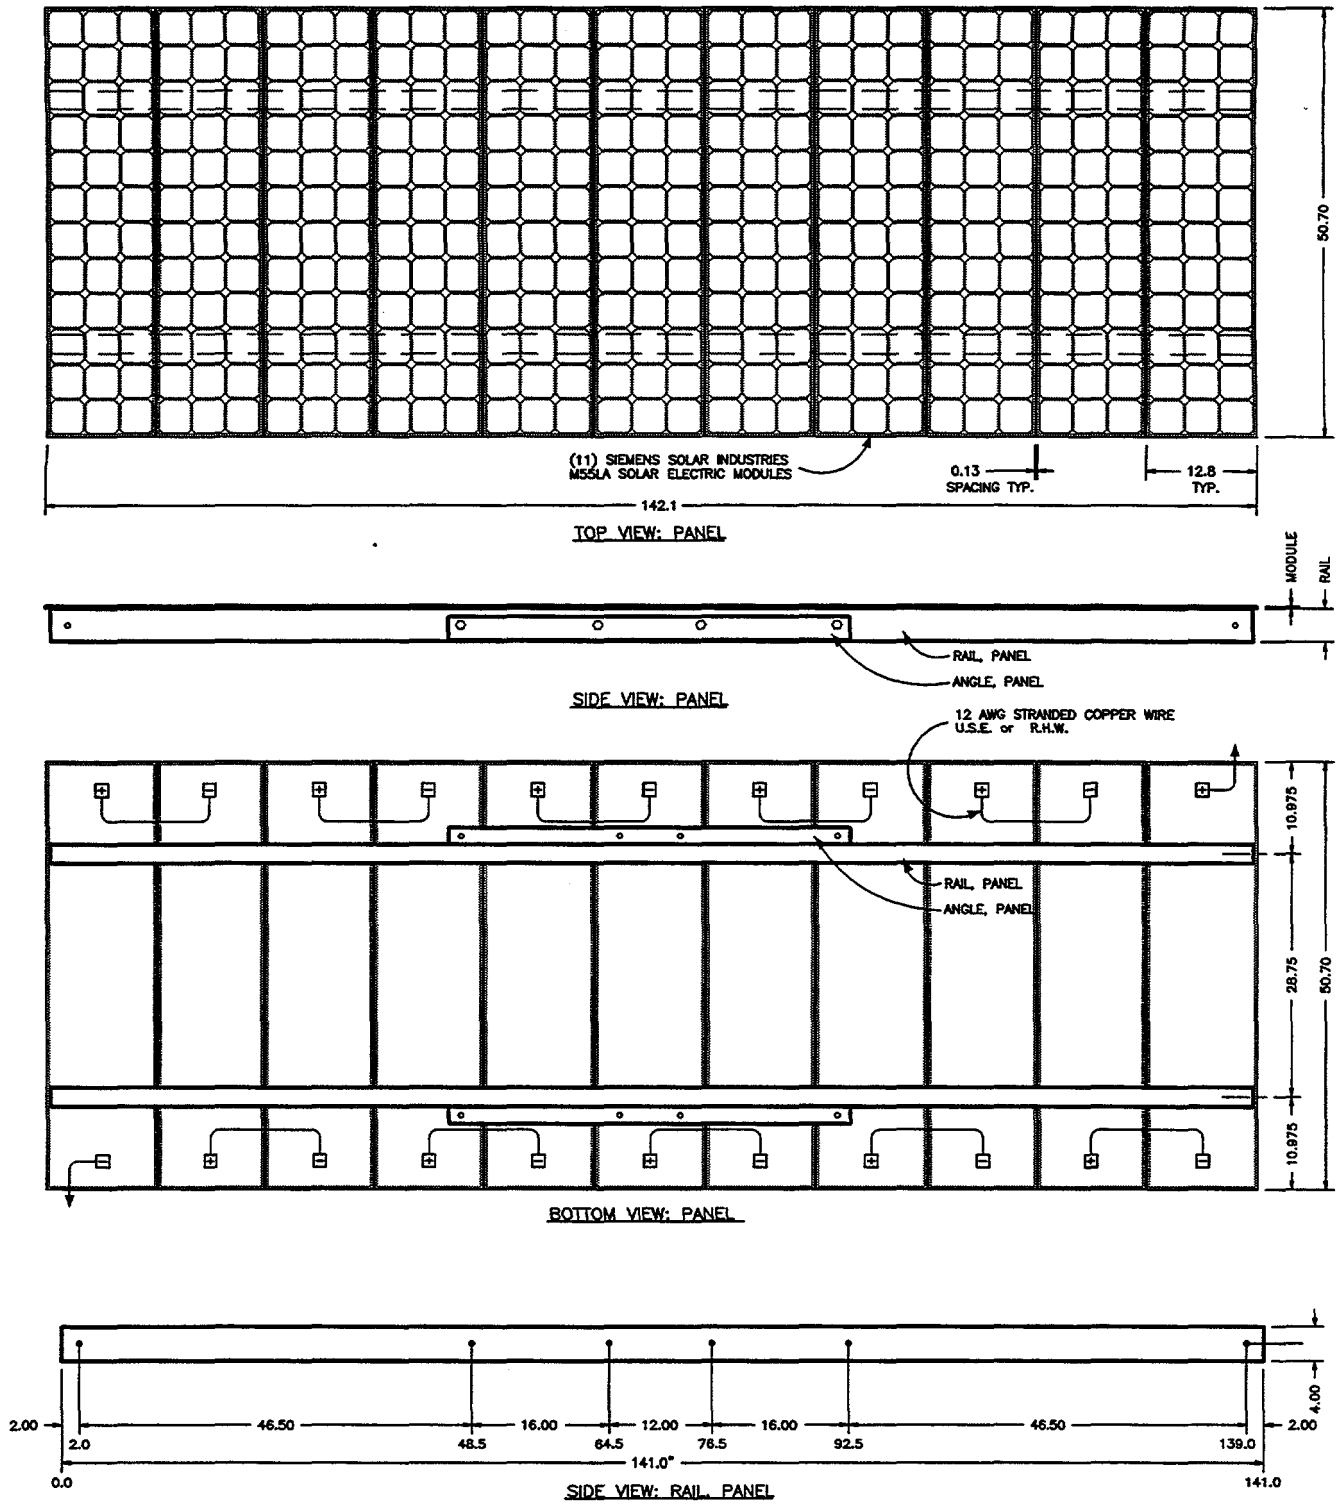 50.70
(11) SIEMENS SOLAR INDUSTRIES
M55LA SOLAR ELECTRIC MODULES
0.13
SPACING TYP.
12.8
TYP.
142.1
TOP VIEW: PANEL
MODULE
RAIL
RAIL, PANEL
ANGLE, PANEL
SIDE VIEW: PANEL
12 AWG STRANDED COPPER WIRE
U.S.E. or R.H.W.
+ - + - + - + - + - +
10.975
RAIL, PANEL
ANGLE, PANEL
28.75
50.70
10.975
- + - + - + - + - + -
BOTTOM VIEW: PANEL
4.00
2.00 46.50 16.00 12.00 16.00 46.50 2.00
2.0 48.5 64.5 76.5 92.5 139.0
141.0"
0.0 141.0
SIDE VIEW: RAIL, PANEL